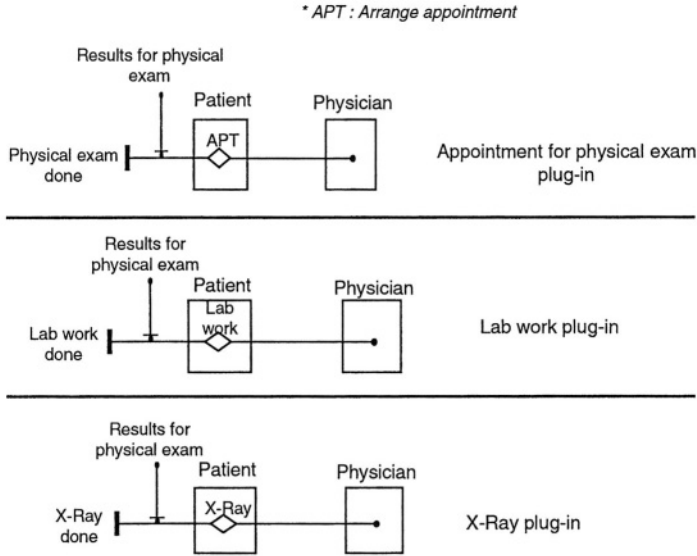 * APT : Arrange appointment
Results for physical
exam
Patient
Physician
APT
Physical exam
done
Appointment for physical exam
plug-in
Results for
physical exam
Patient
Physician
Lab
work
Lab work
done
Lab work plug-in
Results for
physical exam
Patient
Physician
X-Ray
X-Ray
done
X-Ray plug-in